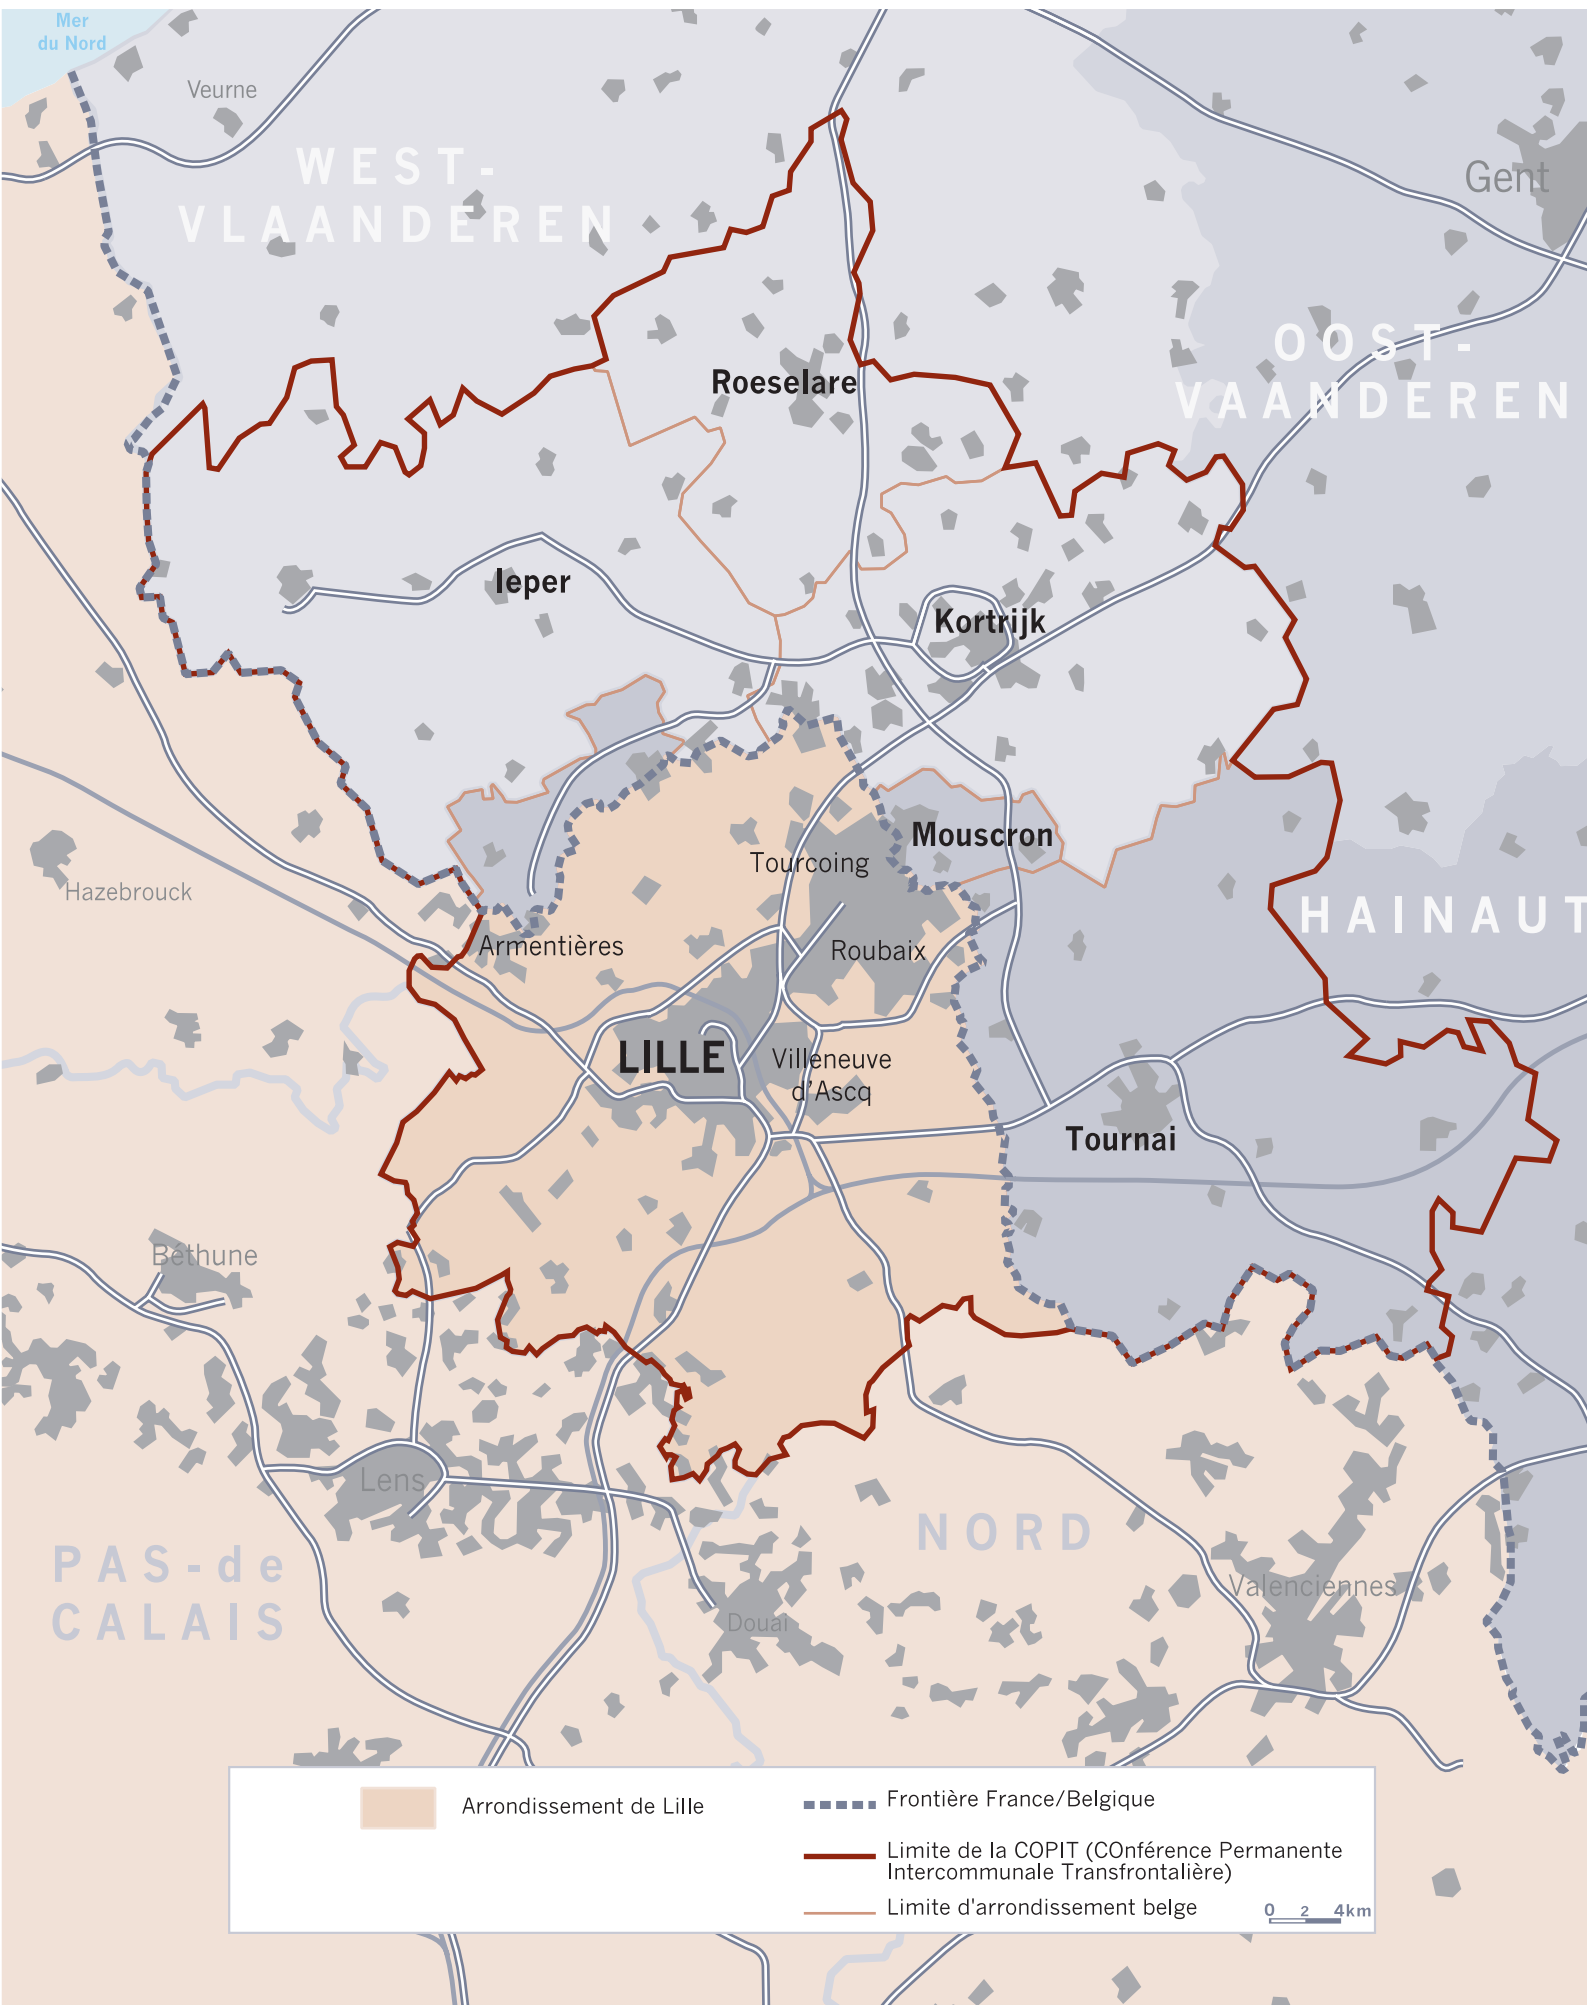 Mer
du Nord
Veurne
WEST-
VLAANDEREN
Gent
OOST-
VAANDEREN
Roeselare
Ieper
Kortrijk
Mouscron
Tourcoing
Hazebrouck
HAINAUT
Armentières
Roubaix
LILLE
Villeneuve
d'Ascq
Tournai
Béthune
Lens
NORD
PAS-de
CALAIS
Valenciennes
Douai
Arrondissement de Lille
Frontière France/Belgique
Limite de la COPIT (COnférence Permanente
Intercommunale Transfrontalière)
Limite d'arrondissement belge
0 2 4km